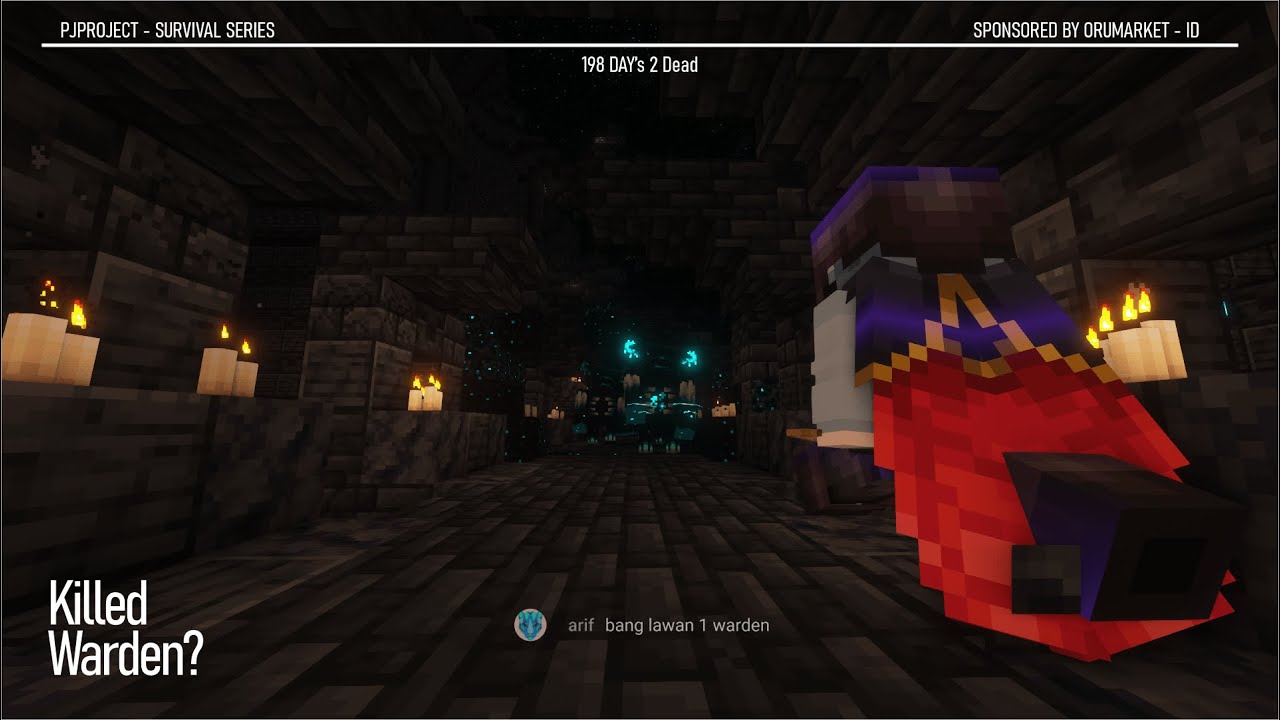 PJPROJECT - SURVIVAL SERIES
SPONSORED BY ORUMARKET - ID
198 DAY's 2 Dead
Killed
Warden?
arif bang lawan 1 warden